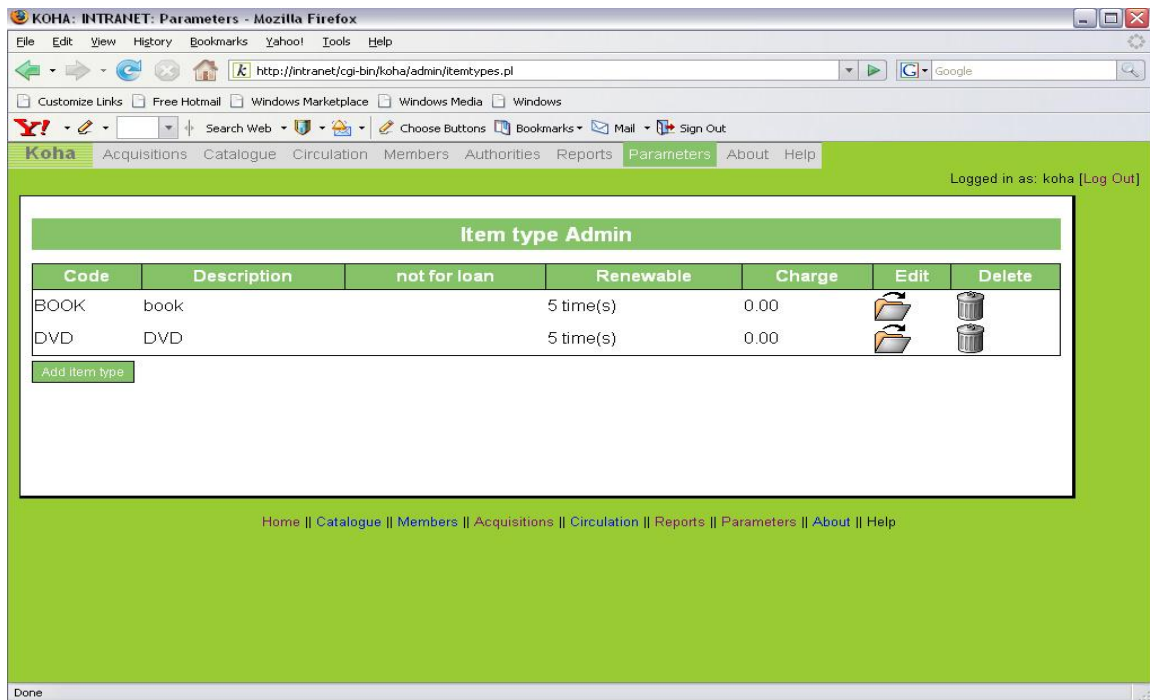 KOHA: INTRANET: Parameters - Mozilla Firefox
File Edit View History Bookmarks Yahoo! Tools Help
k http://intranet/cgi-bin/koha/admin/itemtypes.pl G Google
Customize Links Free Hotmail Windows Marketplace Windows Media Windows
Y! Search Web Choose Buttons Bookmarks Mail Sign Out
Koha Acquisitions Catalogue Circulation Members Authorities Reports Parameters About Help
Logged in as: koha [Log Out]
Item type Admin
Code Description not for loan Renewable Charge Edit Delete
BOOK book 5 time(s) 0.00
DVD DVD 5 time(s) 0.00
Add item type
Home || Catalogue || Members || Acquisitions || Circulation || Reports || Parameters || About || Help
Done